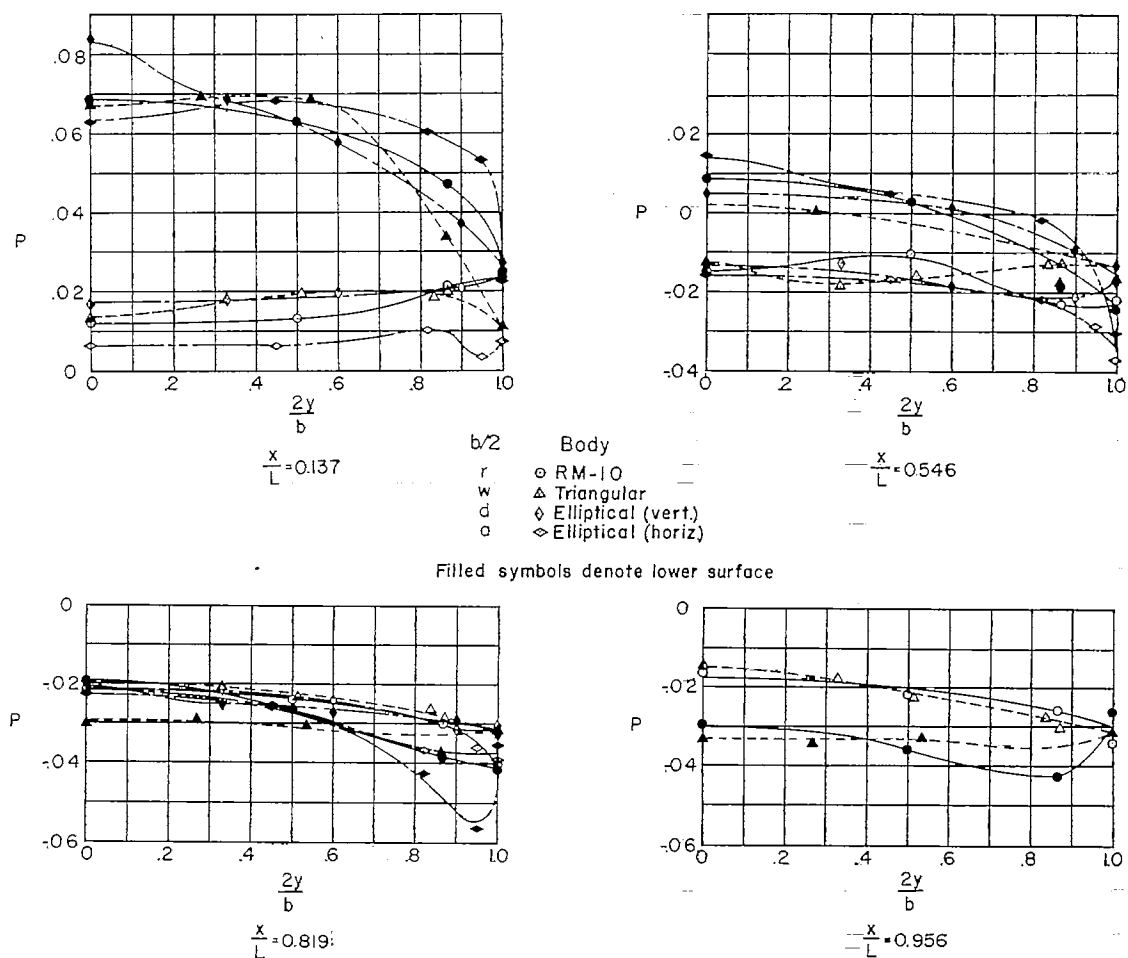 .08
.06
.04
.02
0
P
0 .2 .4 .6 .8 1.0
2y
b
x/L = 0.137
.02
0
-.02
-.04
P
0 .2 .4 .6 .8 1.0
2y
b
x/L = 0.546
b/2 Body
r RM-10
w Triangular
d Elliptical (vert.)
a Elliptical (horiz)
Filled symbols denote lower surface
0
-.02
-.04
-.06
P
0 .2 .4 .6 .8 1.0
2y
b
x/L = 0.819
0
-.02
-.04
-.06
P
0 .2 .4 .6 .8 1.0
2y
b
x/L = 0.956